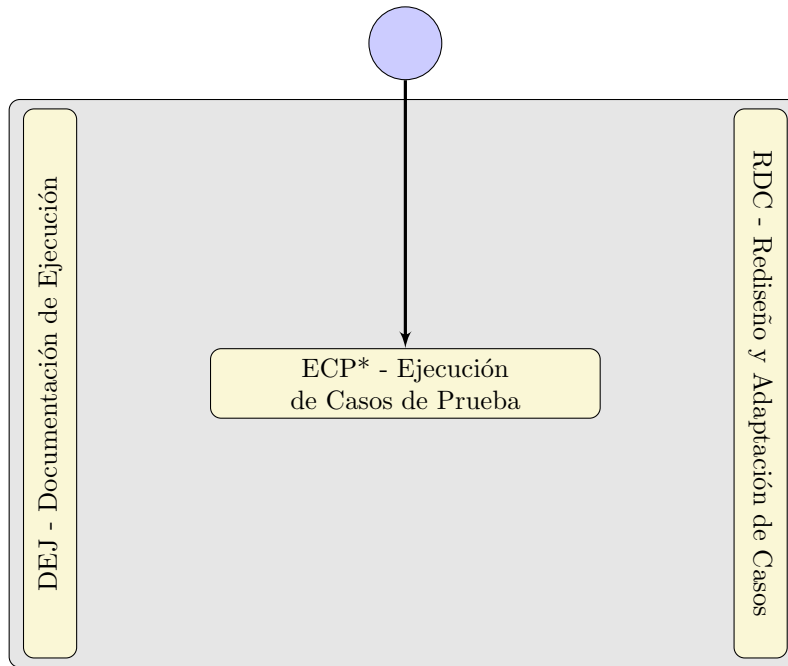 DEJ - Documentación de Ejecución
ECP* - Ejecución
de Casos de Prueba
RDC - Rediseño y Adaptación de Casos